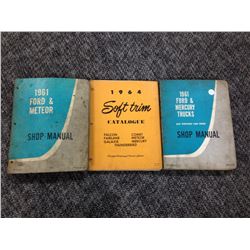 1961
FORD &
METEOR
SHOP MANUAL
1964
Soft trim
CATALOGUE
FALCON COMET
FAIRLANE METEOR
GALAXIE MERCURY
THUNDERBIRD
1961
FORD &
MERCURY
TRUCKS
SHOP MANUAL